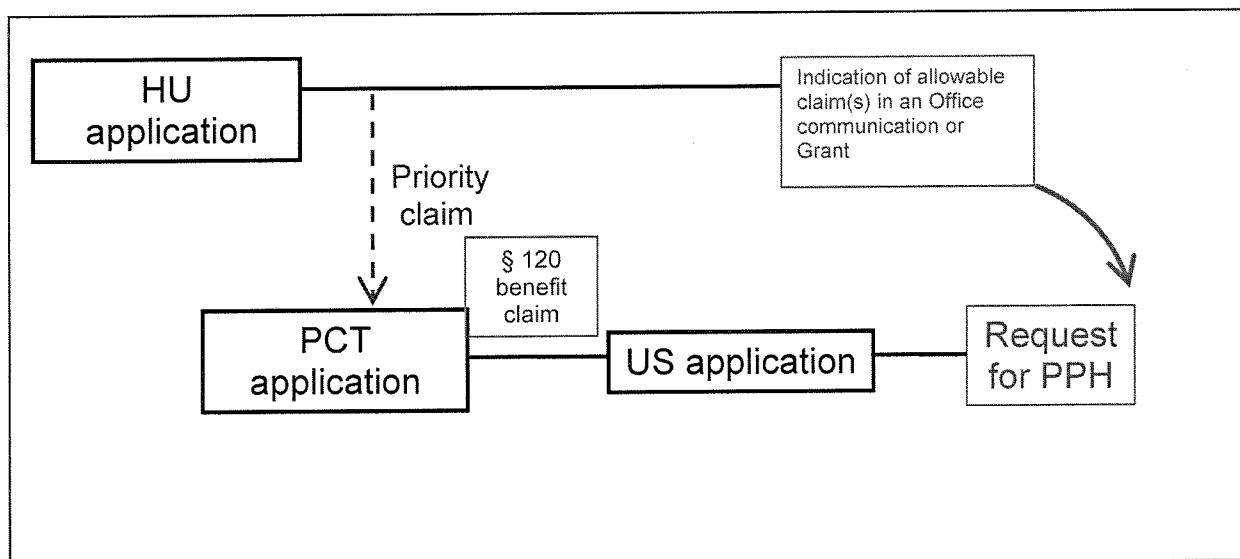 HU
application
Indication of allowable
claim(s) in an Office
communication or
Grant
Priority
claim
§ 120
benefit
claim
PCT
application
US application
Request
for PPH